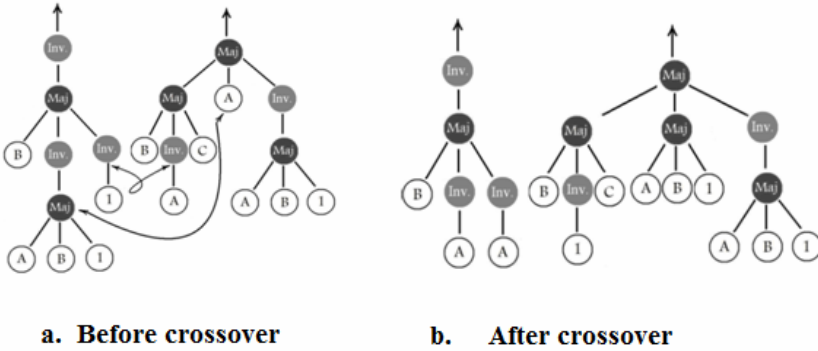 Inv.
Maj
B Inv. Inv.
1
Maj
A B 1
Maj
Maj A Inv.
B Inv. C Maj
A A B 1
a. Before crossover
Inv.
Maj
B Inv. Inv.
A A
Maj
Maj Maj Inv.
B Inv. C A B 1 Maj
1 A B 1
b. After crossover